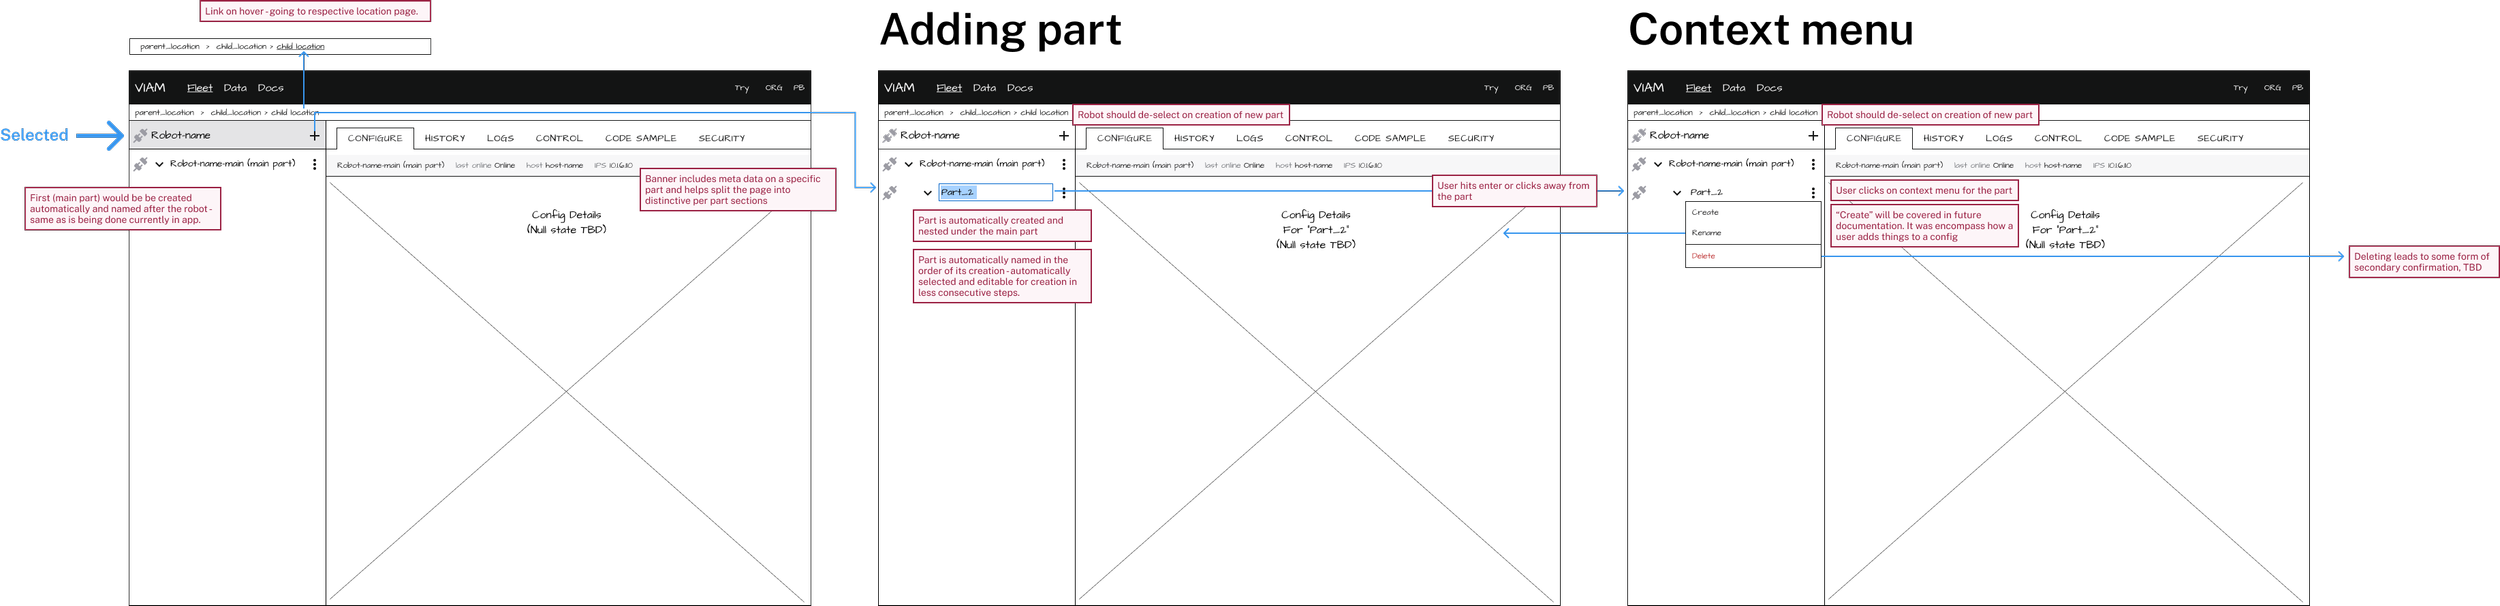 Link on hover - going to respective location page.
parent_location > child_location > child location
Selected
VIAM Fleet Data Docs Try ORG PB
parent_location > child_location > child location
Robot-name
Robot-name-main (main part)
CONFIGURE HISTORY LOGS CONTROL CODE SAMPLE SECURITY
Robot-name-main (main part) last online Online host host-name IPS 10.1.6.110
First (main part) would be be created
automatically and named after the robot -
same as is being done currently in app.
Banner includes meta data on a specific
part and helps split the page into
distinctive per part sections
Config Details
(Null state TBD)
Adding part
VIAM Fleet Data Docs Try ORG PB
parent_location > child_location > child location
Robot should de-select on creation of new part
Robot-name
Robot-name-main (main part)
Part_2
CONFIGURE HISTORY LOGS CONTROL CODE SAMPLE SECURITY
Robot-name-main (main part) last online Online host host-name IPS 10.1.6.110
Part is automatically created and
nested under the main part
Part is automatically named in the
order of its creation - automatically
selected and editable for creation in
less consecutive steps.
User hits enter or clicks away from
the part
Config Details
For "Part_2"
(Null state TBD)
Context menu
VIAM Fleet Data Docs Try ORG PB
parent_location > child_location > child location
Robot should de-select on creation of new part
Robot-name
Robot-name-main (main part)
Part_2
Create
Rename
Delete
CONFIGURE HISTORY LOGS CONTROL CODE SAMPLE SECURITY
Robot-name-main (main part) last online Online host host-name IPS 10.1.6.110
User clicks on context menu for the part
“Create” will be covered in future
documentation. It was encompass how a
user adds things to a config
Config Details
For "Part_2"
(Null state TBD)
Deleting leads to some form of
secondary confirmation, TBD